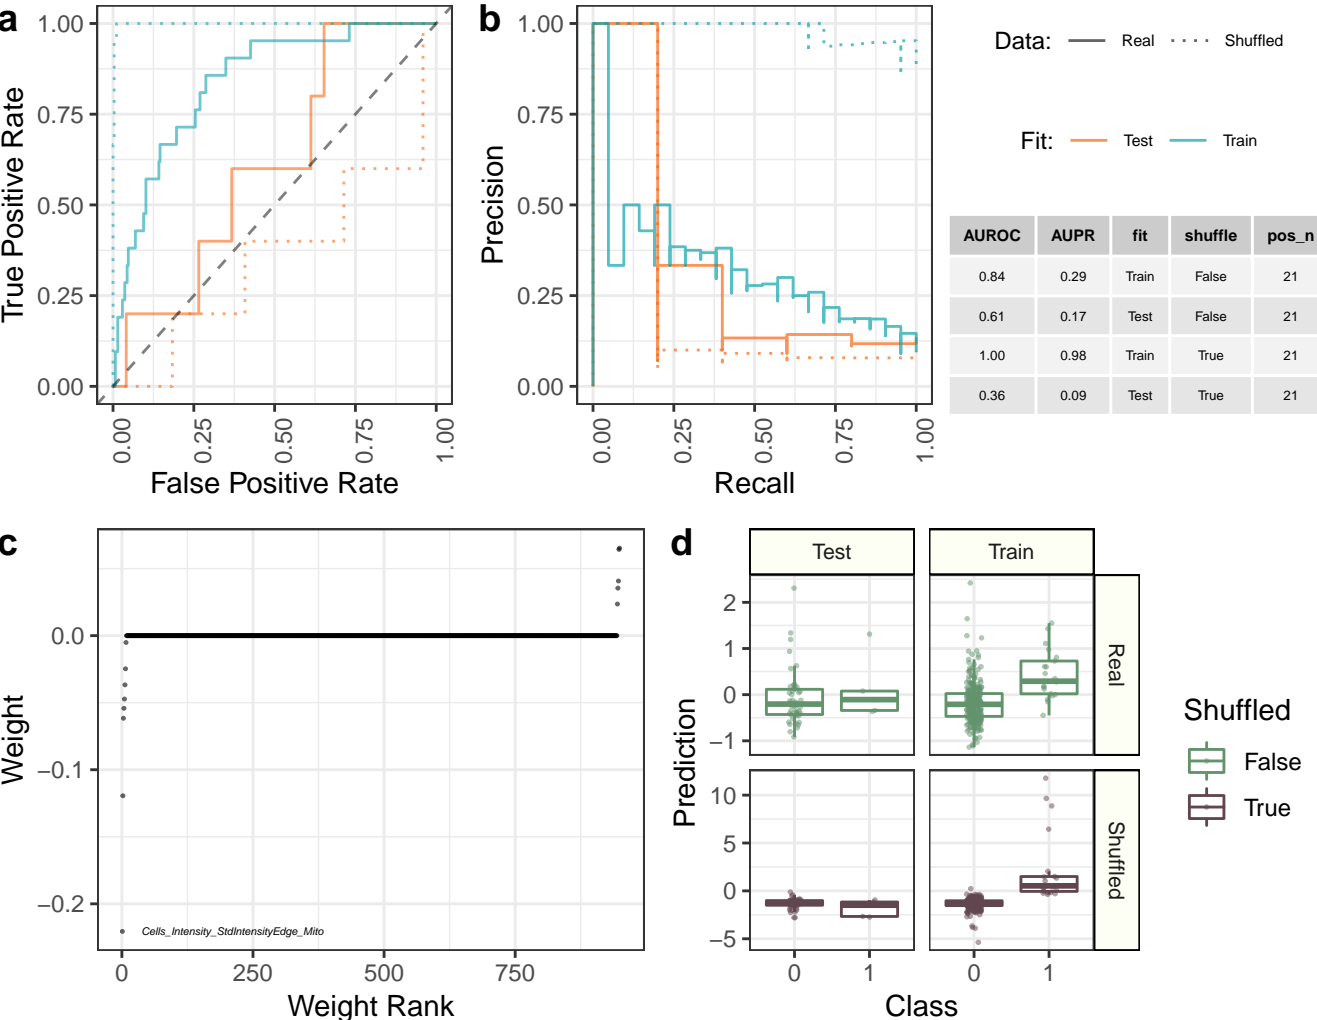 a
True Positive Rate
1.00
0.75
0.50
0.25
0.00
0.00
0.25
0.50
0.75
1.00
False Positive Rate
b
Precision
1.00
0.75
0.50
0.25
0.00
0.00
0.25
0.50
0.75
1.00
Recall
Data: Real Shuffled
Fit: Test Train
AUROC AUPR fit shuffle pos_n
0.84 0.29 Train False 21
0.61 0.17 Test False 21
1.00 0.98 Train True 21
0.36 0.09 Test True 21
c
Weight
0.0
−0.1
−0.2
Cells_Intensity_StdIntensityEdge_Mito
0 250 500 750
Weight Rank
d
Test Train
Prediction
2
1
0
−1
Real
10
5
0
−5
Shuffled
0 1 0 1
Class
Shuffled
False
True